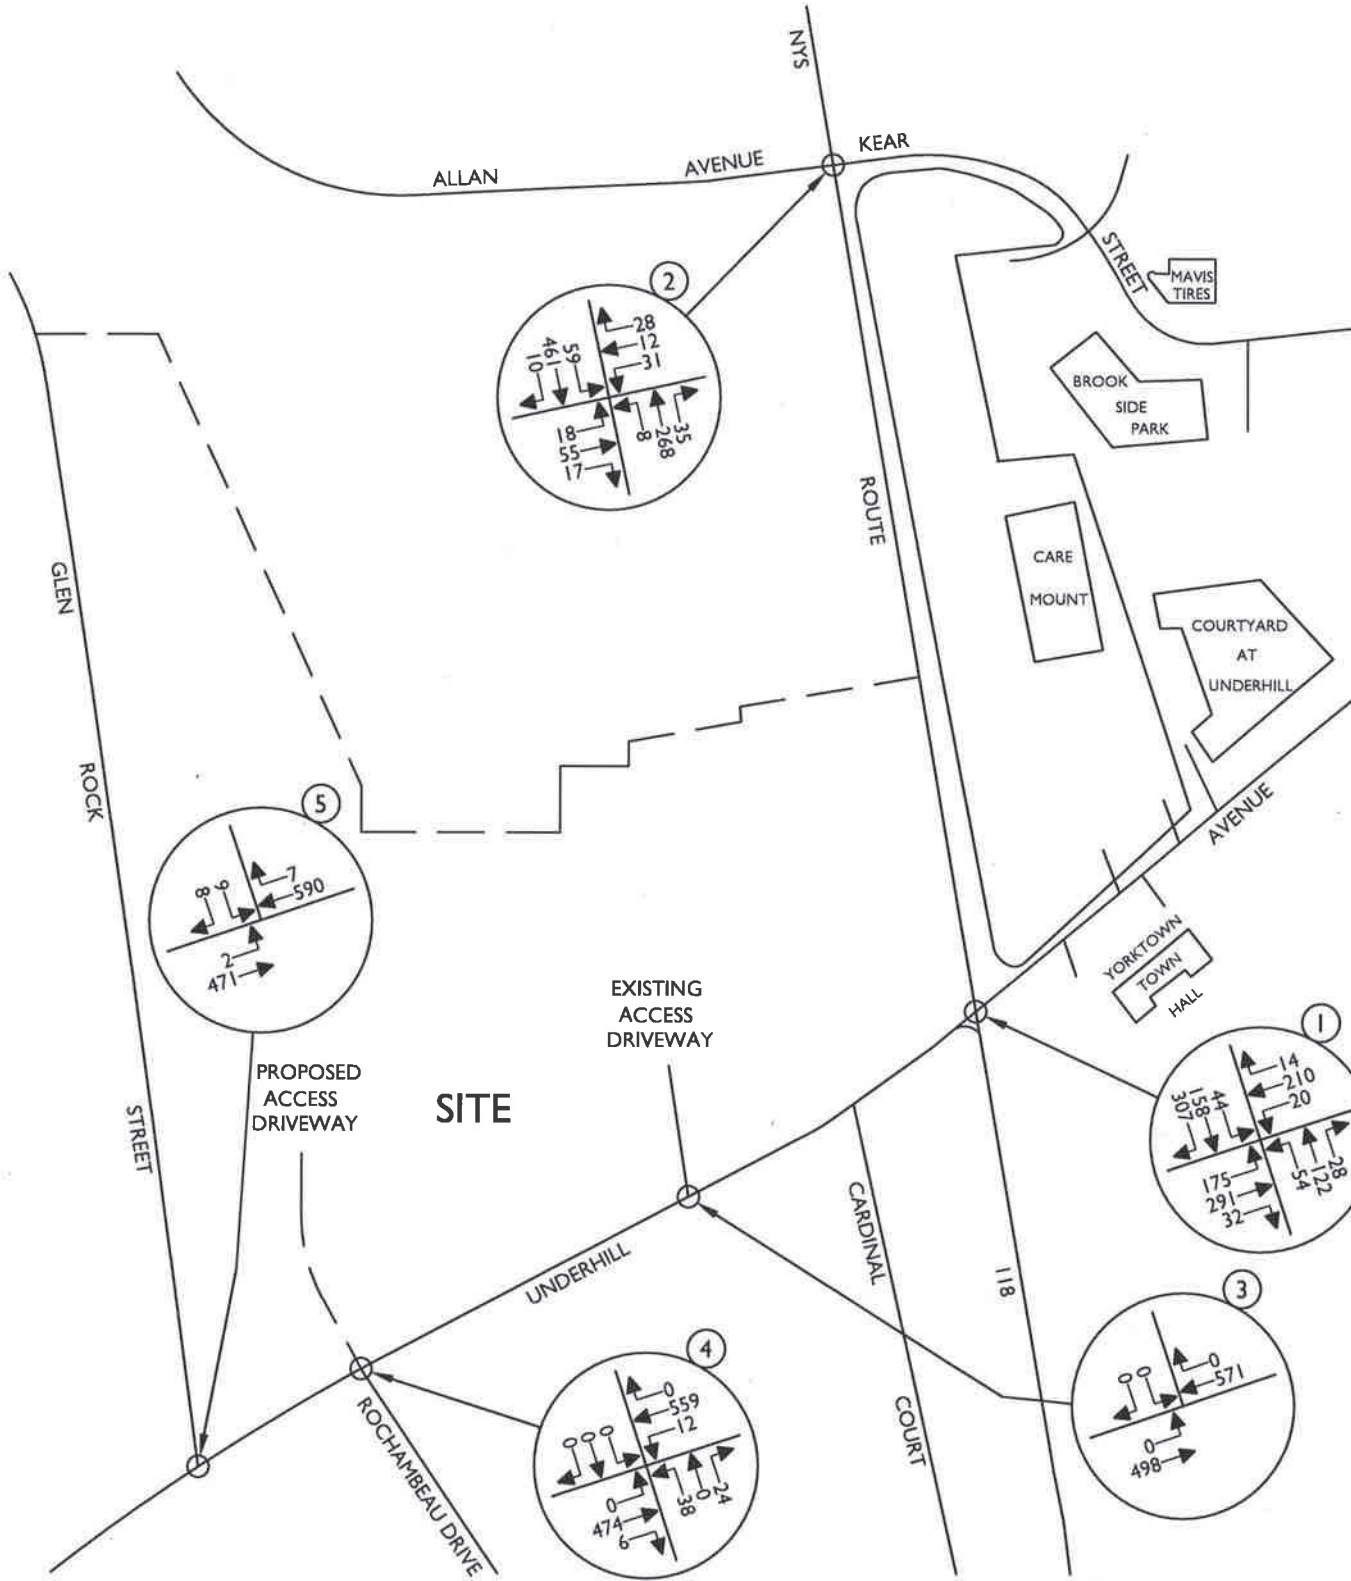 NYS
KEAR
ALLAN
AVENUE
STREET
MAVIS
TIRES
2
28
12
31
59
461
10
18
55
17
8
268
35
BROOK
SIDE
PARK
ROUTE
CARE
MOUNT
GLEN
COURTYARD
AT
UNDERHILL
ROCK
AVENUE
5
7
590
9
8
2
471
YORKTOWN
TOWN
HALL
EXISTING
ACCESS
DRIVEWAY
PROPOSED
ACCESS
DRIVEWAY
SITE
STREET
1
14
210
20
44
158
307
175
291
32
54
122
28
CARDINAL
UNDERHILL
118
3
0
571
0
0
0
498
4
0
559
12
0
0
0
0
474
6
38
0
24
COURT
ROCHAMBEAU DRIVE